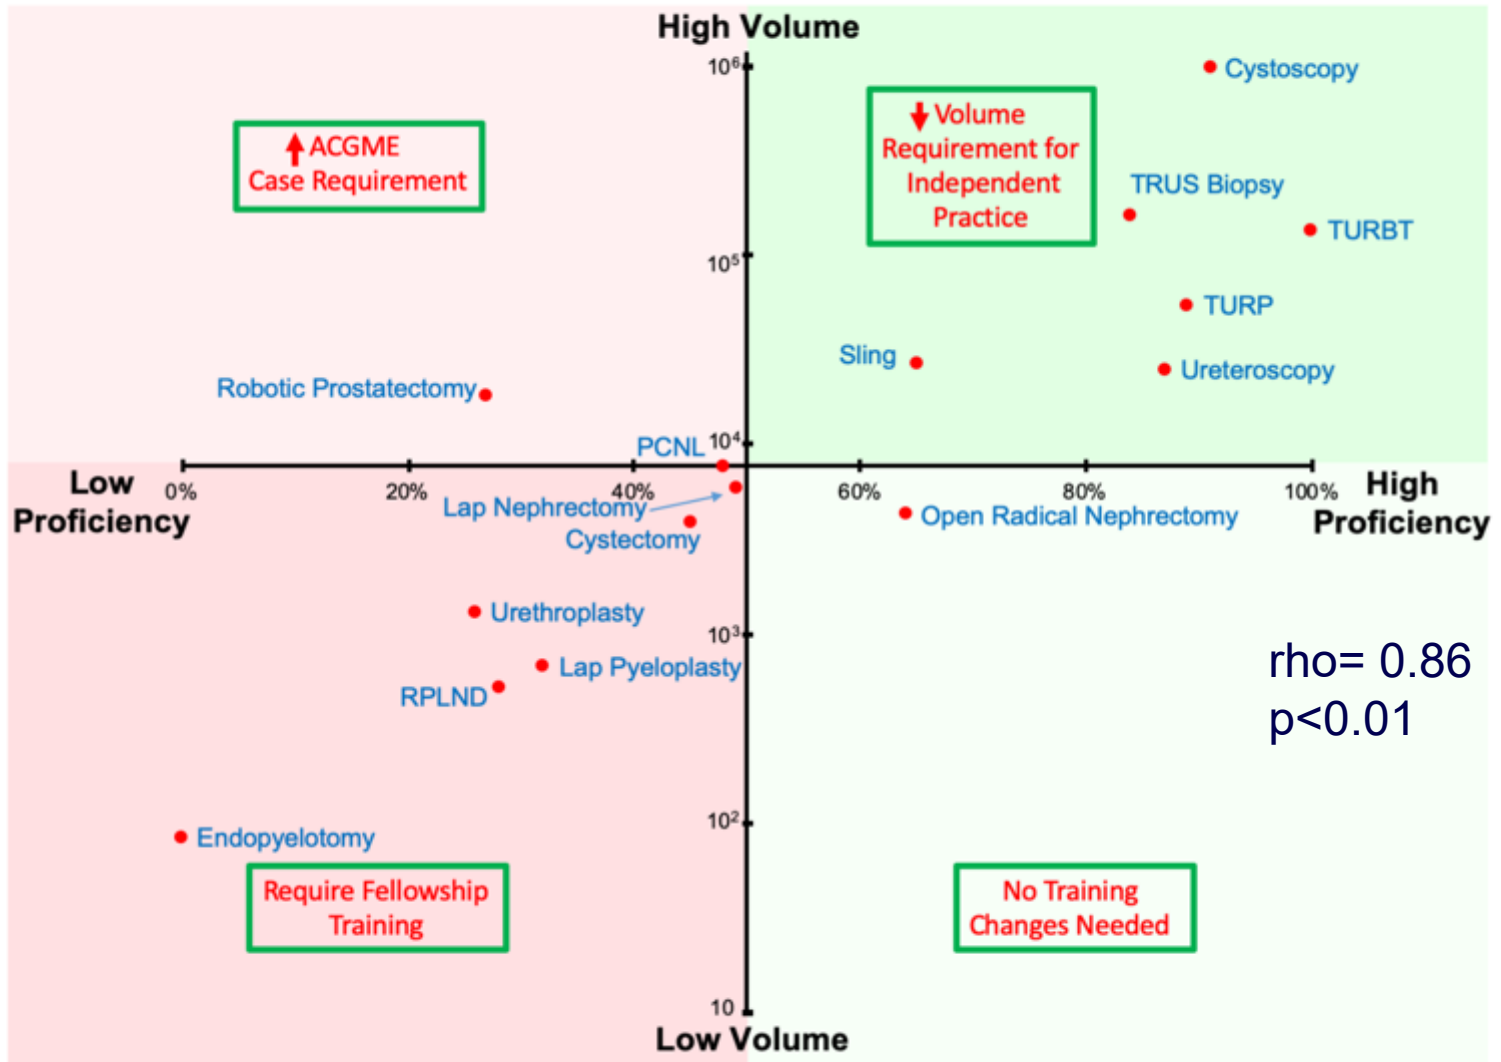 High Volume
10⁶
Cystoscopy
↑ ACGME
Case Requirement
↓ Volume
Requirement for
Independent
Practice
TRUS Biopsy
TURBT
10⁵
TURP
Sling
Ureteroscopy
Robotic Prostatectomy
PCNL
10⁴
Low
Proficiency
0%
20%
40%
60%
80%
100%
High
Proficiency
Lap Nephrectomy
Cystectomy
Open Radical Nephrectomy
Urethroplasty
10³
Lap Pyeloplasty
RPLND
rho= 0.86
p<0.01
10²
Endopyelotomy
Require Fellowship
Training
No Training
Changes Needed
10
Low Volume